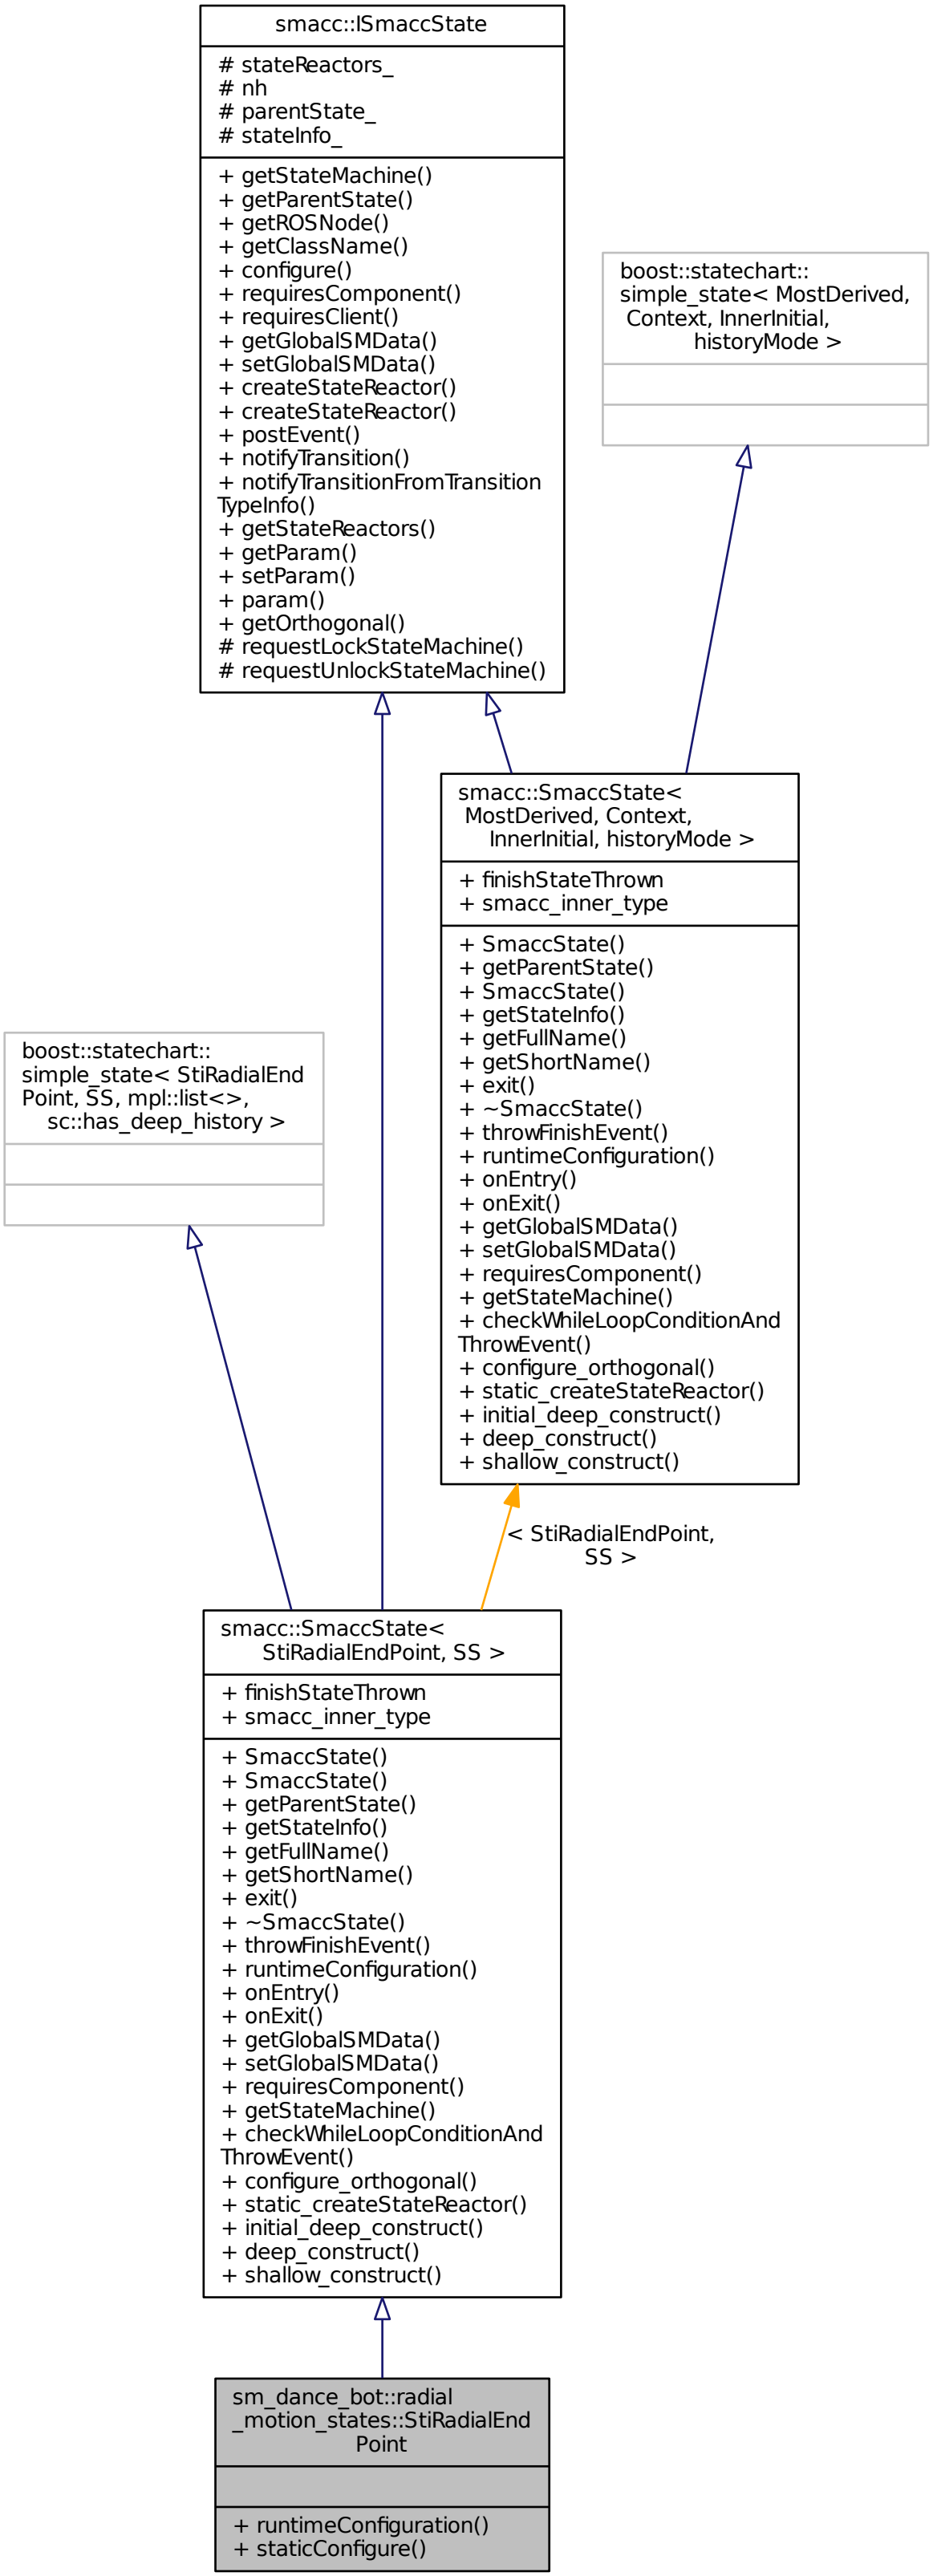 smacc::ISmaccState
# stateReactors_
# nh
# parentState_
# stateInfo_
+ getStateMachine()
+ getParentState()
+ getROSNode()
+ getClassName()
+ configure()
+ requiresComponent()
+ requiresClient()
+ getGlobalSMData()
+ setGlobalSMData()
+ createStateReactor()
+ createStateReactor()
+ postEvent()
+ notifyTransition()
+ notifyTransitionFromTransition
TypeInfo()
+ getStateReactors()
+ getParam()
+ setParam()
+ param()
+ getOrthogonal()
# requestLockStateMachine()
# requestUnlockStateMachine()
boost::statechart::
simple_state< MostDerived,
Context, InnerInitial,
historyMode >
smacc::SmaccState<
MostDerived, Context,
InnerInitial, historyMode >
+ finishStateThrown
+ smacc_inner_type
+ SmaccState()
+ getParentState()
+ SmaccState()
+ getStateInfo()
+ getFullName()
+ getShortName()
+ exit()
+ ~SmaccState()
+ throwFinishEvent()
+ runtimeConfiguration()
+ onEntry()
+ onExit()
+ getGlobalSMData()
+ setGlobalSMData()
+ requiresComponent()
+ getStateMachine()
+ checkWhileLoopConditionAnd
ThrowEvent()
+ configure_orthogonal()
+ static_createStateReactor()
+ initial_deep_construct()
+ deep_construct()
+ shallow_construct()
boost::statechart::
simple_state< StiRadialEnd
Point, SS, mpl::list<>,
sc::has_deep_history >
< StiRadialEndPoint,
SS >
smacc::SmaccState<
StiRadialEndPoint, SS >
+ finishStateThrown
+ smacc_inner_type
+ SmaccState()
+ SmaccState()
+ getParentState()
+ getStateInfo()
+ getFullName()
+ getShortName()
+ exit()
+ ~SmaccState()
+ throwFinishEvent()
+ runtimeConfiguration()
+ onEntry()
+ onExit()
+ getGlobalSMData()
+ setGlobalSMData()
+ requiresComponent()
+ getStateMachine()
+ checkWhileLoopConditionAnd
ThrowEvent()
+ configure_orthogonal()
+ static_createStateReactor()
+ initial_deep_construct()
+ deep_construct()
+ shallow_construct()
sm_dance_bot::radial
_motion_states::StiRadialEnd
Point
+ runtimeConfiguration()
+ staticConfigure()